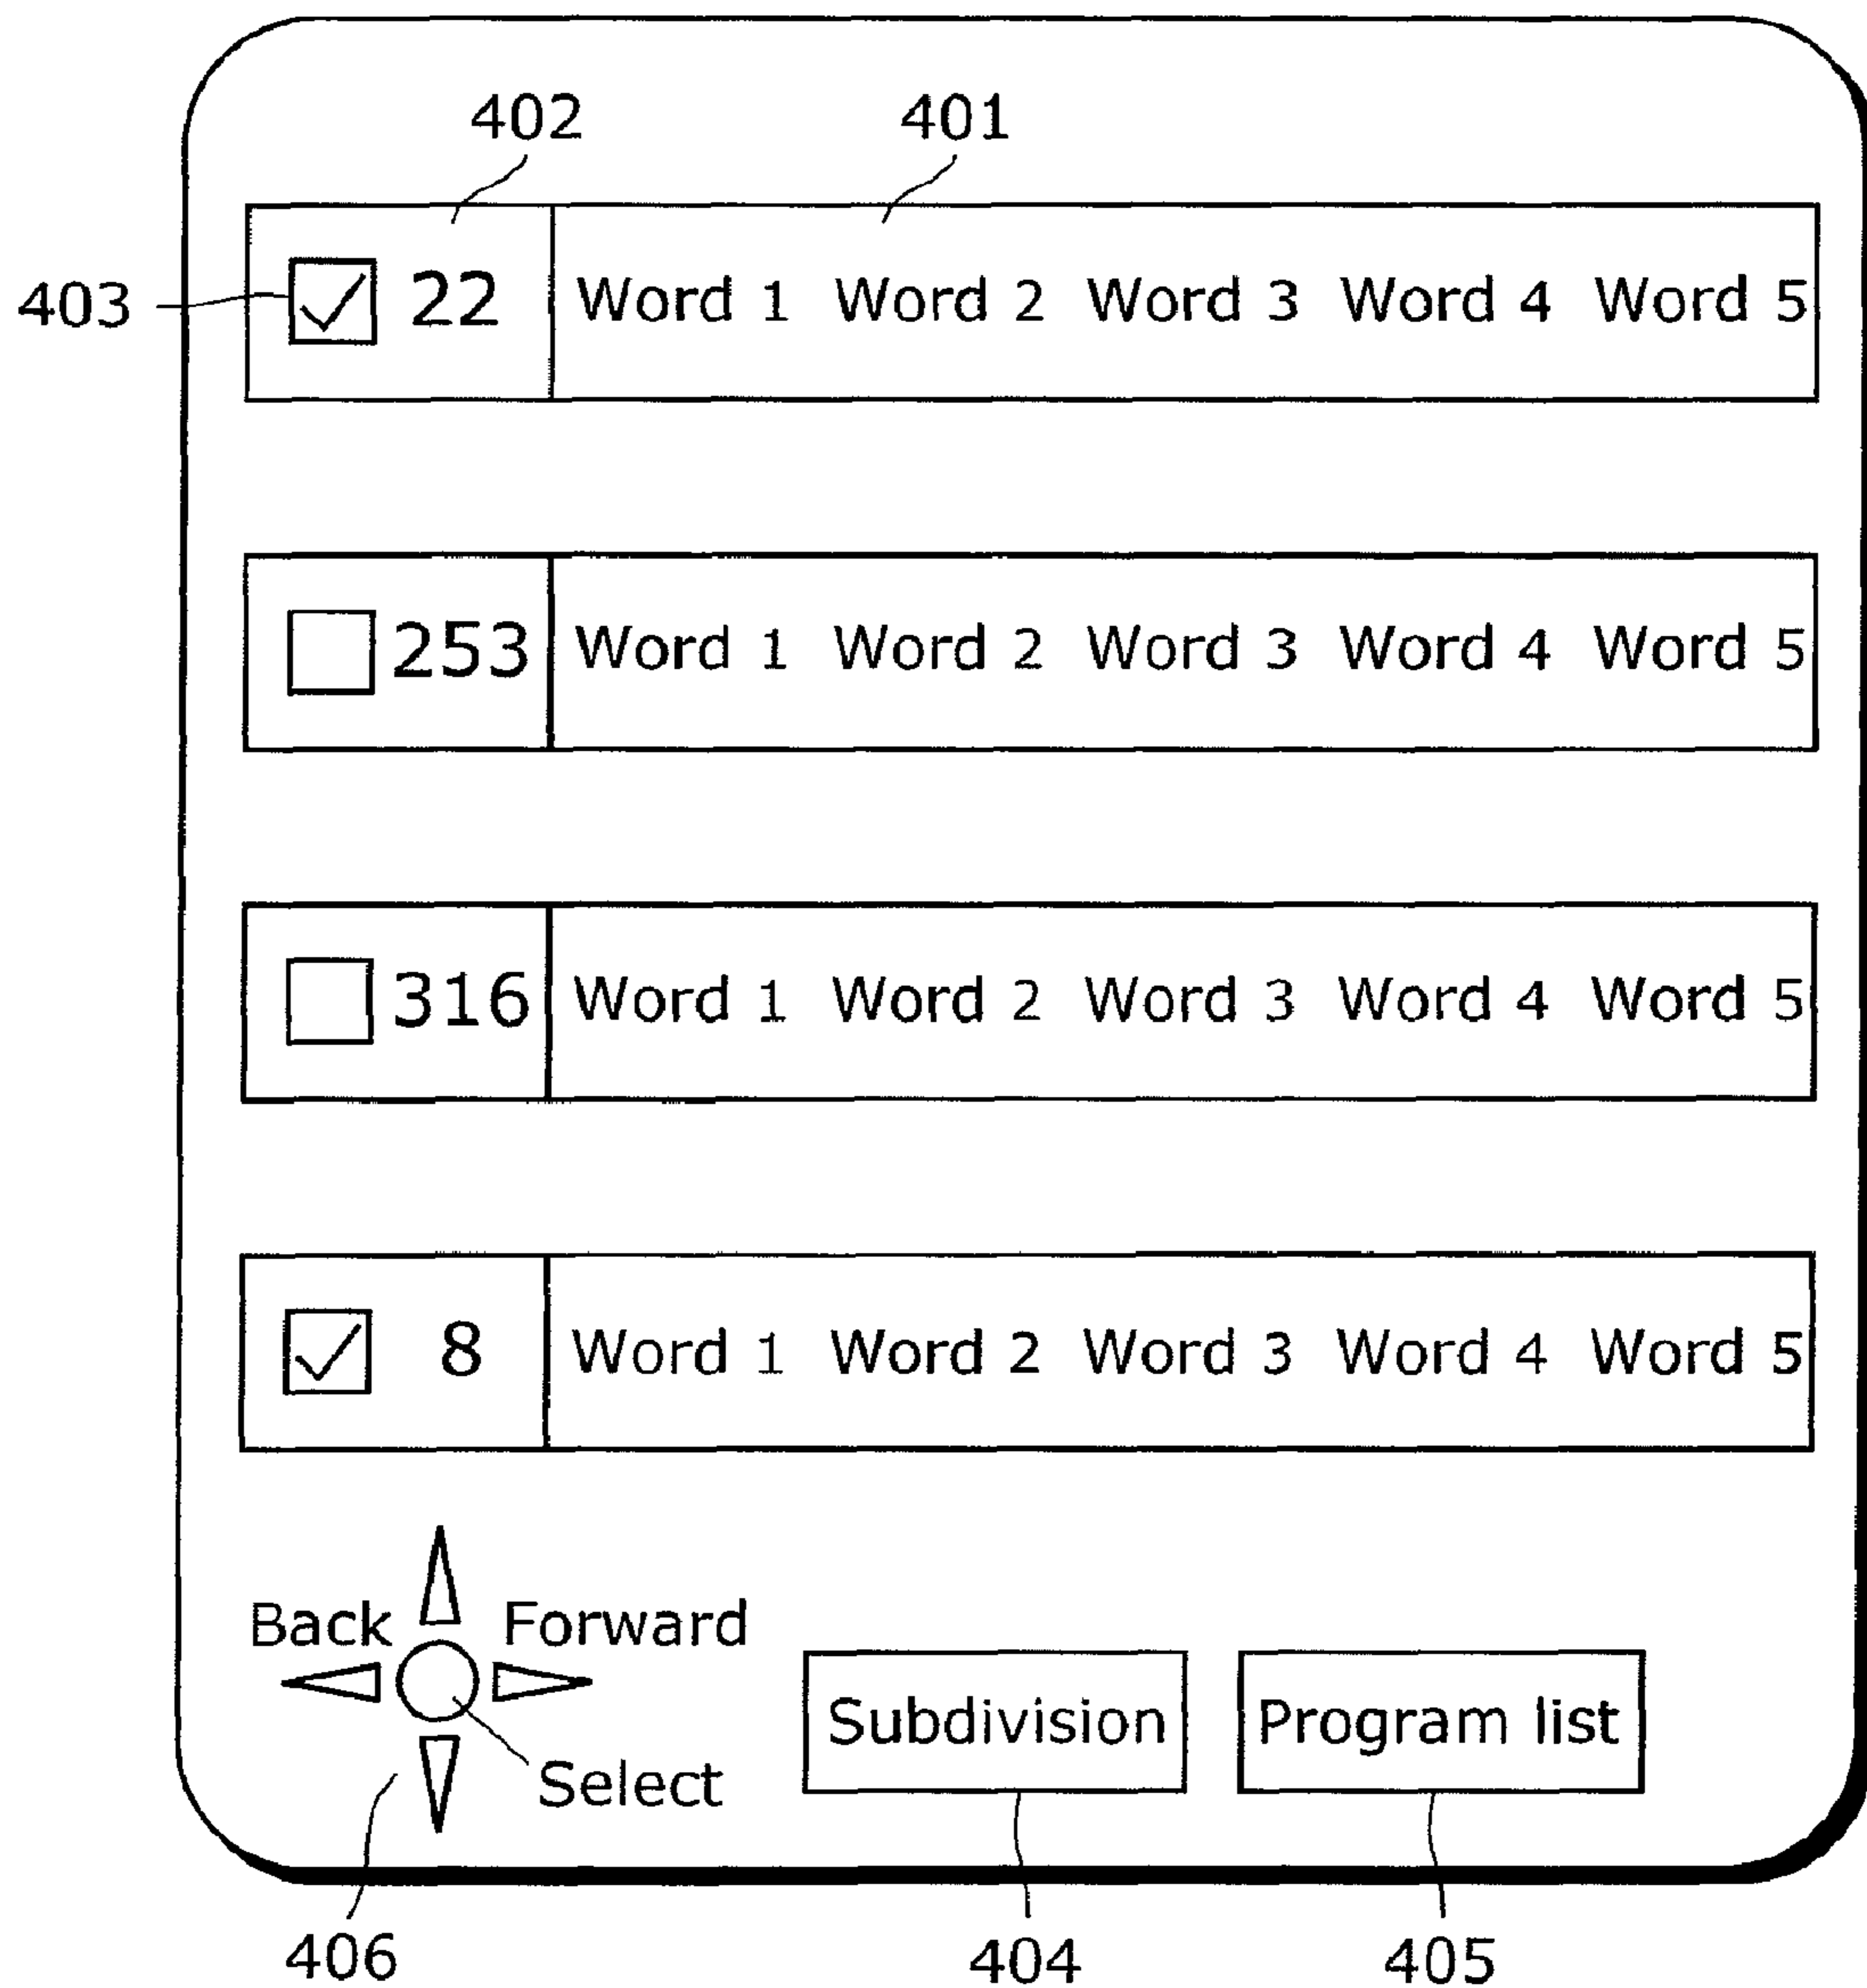 402 401
403 22 Word 1 Word 2 Word 3 Word 4 Word 5
253 Word 1 Word 2 Word 3 Word 4 Word 5
316 Word 1 Word 2 Word 3 Word 4 Word 5
8 Word 1 Word 2 Word 3 Word 4 Word 5
Back Forward
Subdivision Program list
Select
406 404 405